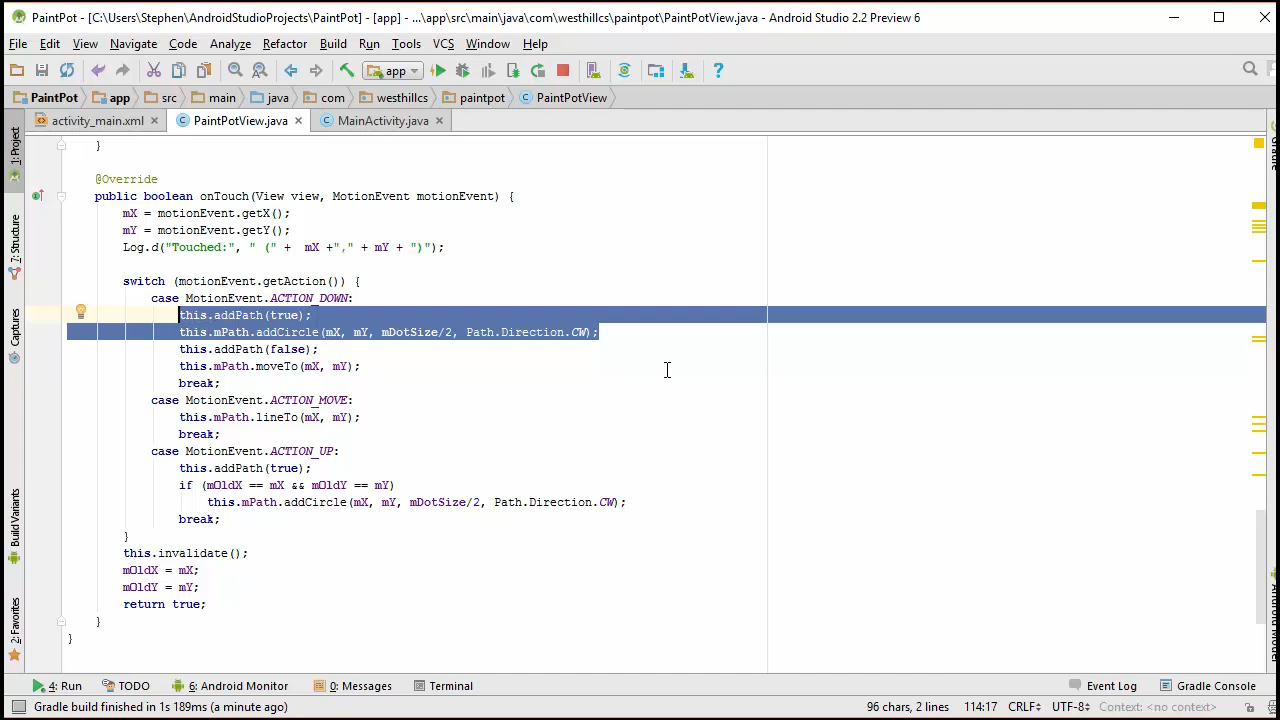 PaintPot - [C:\Users\Stephen\AndroidStudioProjects\PaintPot] - [app] - ...\app\src\main\java\com\westhillcs\paintpot\PaintPotView.java - Android Studio 2.2 Preview 6
File Edit View Navigate Code Analyze Refactor Build Run Tools VCS Window Help
app
PaintPot app src main java com westhillcs paintpot PaintPotView
activity_main.xml PaintPotView.java MainActivity.java
1: Project
7: Structure
Captures
Build Variants
2: Favorites
}
@Override
public boolean onTouch(View view, MotionEvent motionEvent) {
mX = motionEvent.getX();
mY = motionEvent.getY();
Log.d("Touched:", " (" +  mX +"," + mY + ")");
switch (motionEvent.getAction()) {
case MotionEvent.ACTION_DOWN:
this.addPath(true);
this.mPath.addCircle(mX, mY, mDotSize/2, Path.Direction.CW);
this.addPath(false);
this.mPath.moveTo(mX, mY);
break;
case MotionEvent.ACTION_MOVE:
this.mPath.lineTo(mX, mY);
break;
case MotionEvent.ACTION_UP:
this.addPath(true);
if (mOldX == mX && mOldY == mY)
this.mPath.addCircle(mX, mY, mDotSize/2, Path.Direction.CW);
break;
}
this.invalidate();
mOldX = mX;
mOldY = mY;
return true;
}
}
Gradle
4: Run TODO 6: Android Monitor 0: Messages Terminal Event Log Gradle Console
Gradle build finished in 1s 189ms (a minute ago) 96 chars, 2 lines 114:17 CRLF UTF-8 Context: <no context>